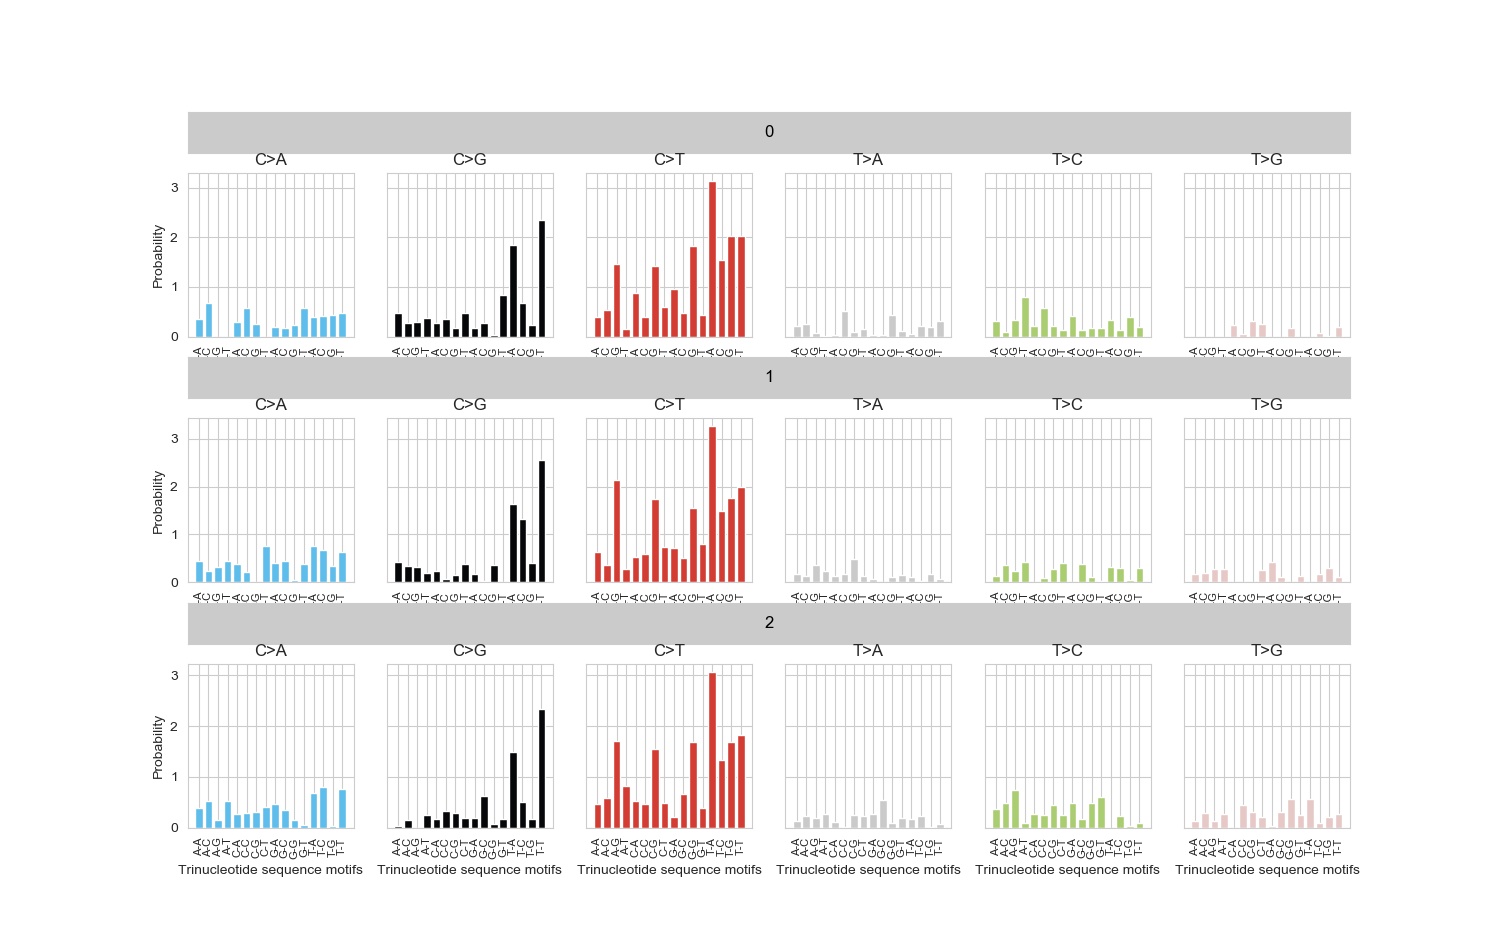 0
C>A C>G C>T T>A T>C T>G
3
2
Probability
1
0
1
C>A C>G C>T T>A T>C T>G
3
2
Probability
1
0
2
C>A C>G C>T T>A T>C T>G
3
2
Probability
1
0
A-A A-C A-G A-T C-A C-C C-G C-T G-A G-C G-G G-T T-A T-C T-G T-T A-A A-C A-G A-T C-A C-C C-G C-T G-A G-C G-G G-T T-A T-C T-G T-T A-A A-C A-G A-T C-A C-C C-G C-T G-A G-C G-G G-T T-A T-C T-G T-T A-A A-C A-G A-T C-A C-C C-G C-T G-A G-C G-G G-T T-A T-C T-G T-T A-A A-C A-G A-T C-A C-C C-G C-T G-A G-C G-G G-T T-A T-C T-G T-T A-A A-C A-G A-T C-A C-C C-G C-T G-A G-C G-G G-T T-A T-C T-G T-T
Trinucleotide sequence motifs Trinucleotide sequence motifs Trinucleotide sequence motifs Trinucleotide sequence motifs Trinucleotide sequence motifs Trinucleotide sequence motifs